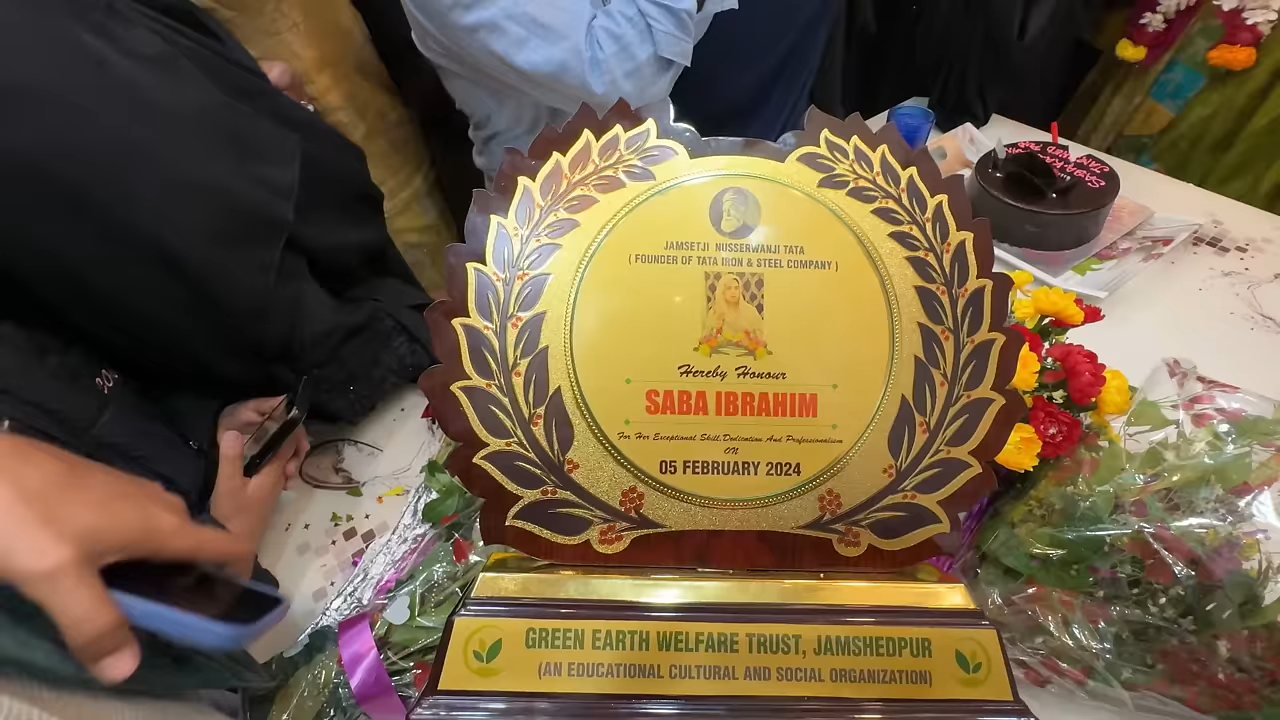 JAMSETJI NUSSERWANJI TATA
( FOUNDER OF TATA IRON & STEEL COMPANY )
Hereby Honour
SABA IBRAHIM
For Her Exceptional Skill,Dedication And Professionalism
ON
05 FEBRUARY 2024
GREEN EARTH WELFARE TRUST, JAMSHEDPUR
(AN EDUCATIONAL CULTURAL AND SOCIAL ORGANIZATION)